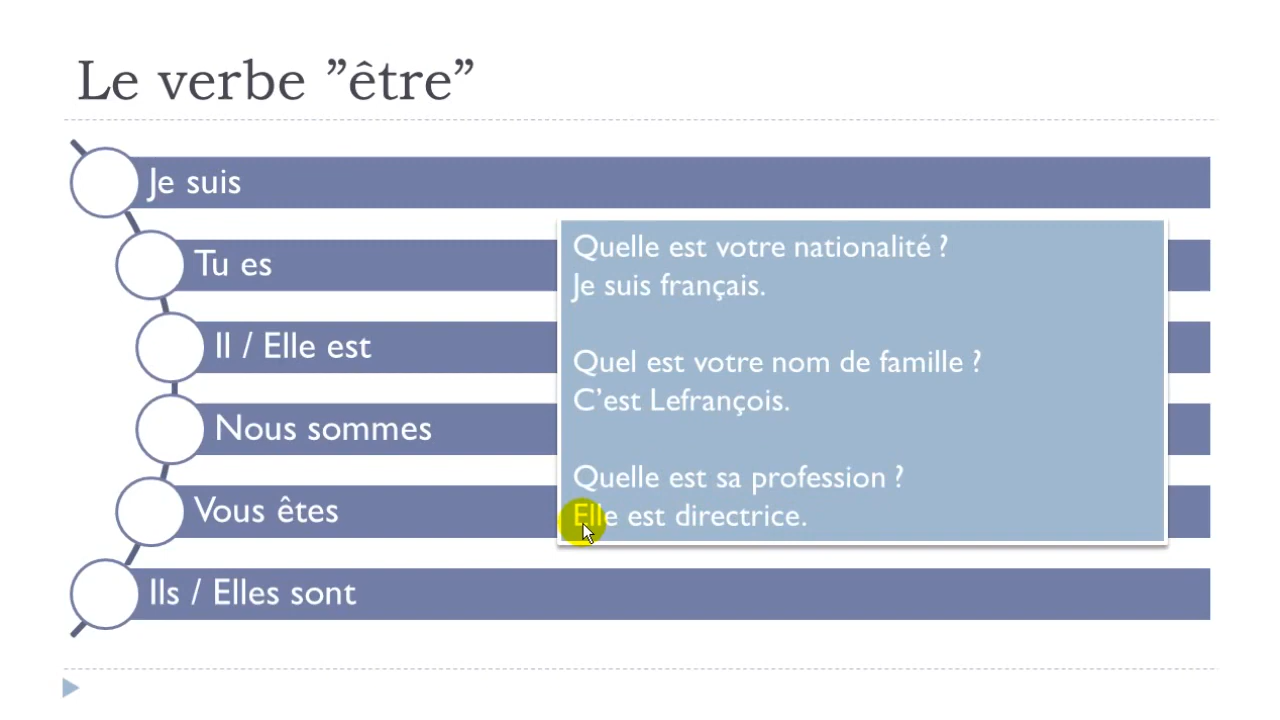 Le verbe ”être”
Je suis
Tu es
Il / Elle est
Nous sommes
Vous êtes
Ils / Elles sont
Quelle est votre nationalité ?
Je suis français.
Quel est votre nom de famille ?
C’est Lefrançois.
Quelle est sa profession ?
Elle est directrice.